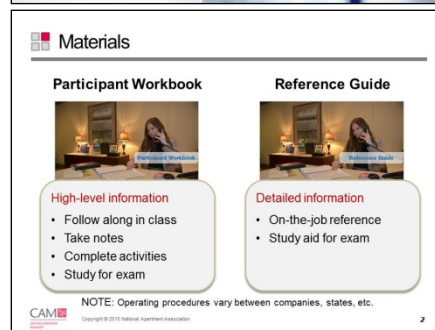 Materials
Participant Workbook
Reference Guide
Participant Workbook
Reference Guide
High-level information
• Follow along in class
• Take notes
• Complete activities
• Study for exam
Detailed information
• On-the-job reference
• Study aid for exam
NOTE: Operating procedures vary between companies, states, etc.
CAM
Copyright © 2015 National Apartment Association
2